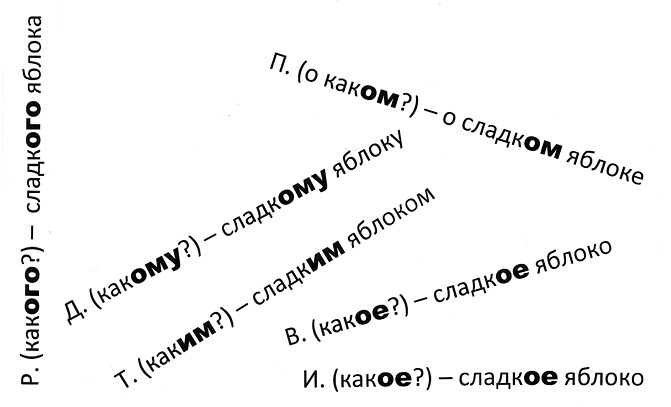 Р. (какого?) – сладкого яблока
П. (о каком?) – о сладком яблоке
Д. (какому?) – сладкому яблоку
Т. (каким?) – сладким яблоком
В. (какое?) – сладкое яблоко
И. (какое?) – сладкое яблоко